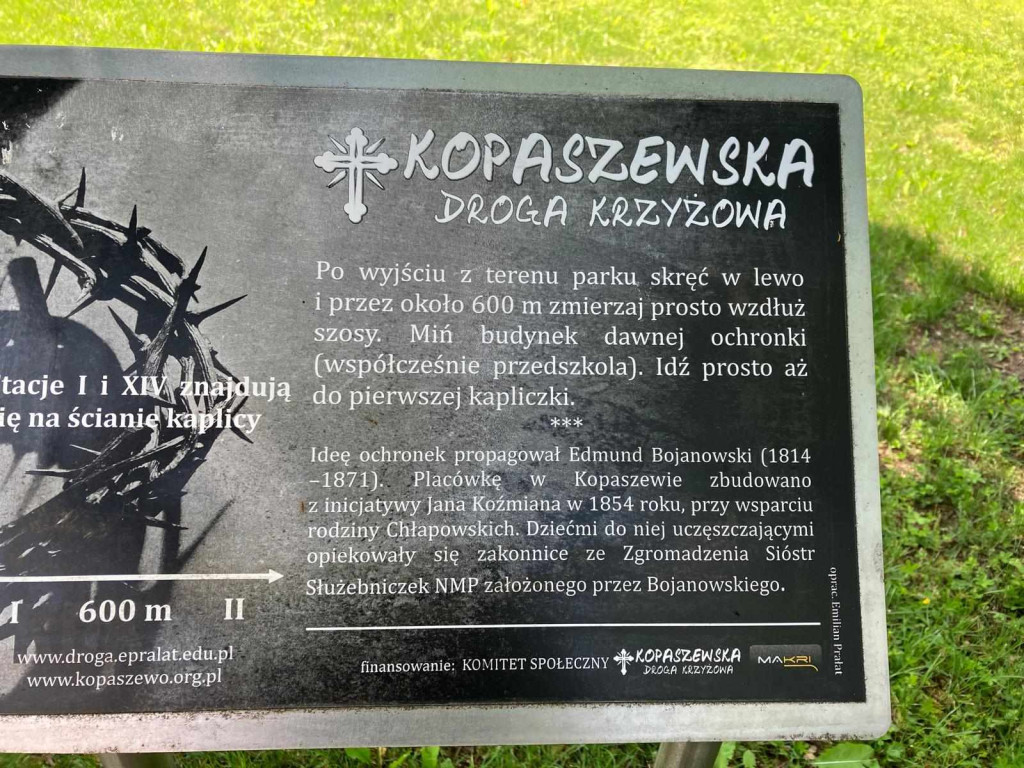 KOPASZEWSKA
DROGA KRZYŻOWA
Po wyjściu z terenu parku skręć w lewo
i przez około 600 m zmierzaj prosto wzdłuż
szosy. Miń budynek dawnej ochronki
(współcześnie przedszkola). Idź prosto aż
do pierwszej kapliczki.
***
Ideę ochronek propagował Edmund Bojanowski (1814
–1871). Placówkę w Kopaszewie zbudowano
z inicjatywy Jana Koźmiana w 1854 roku, przy wsparciu
rodziny Chłapowskich. Dziećmi do niej uczęszczającymi
opiekowały się zakonnice ze Zgromadzenia Sióstr
Służebniczek NMP założonego przez Bojanowskiego.
tacje I i XIV znajdują
ię na ścianie kaplicy
I 600 m II
www.droga.epralat.edu.pl
www.kopaszewo.org.pl
finansowanie: KOMITET SPOŁECZNY
KOPASZEWSKA
DROGA KRZYŻOWA
MAKRI
oprac. Emilian Prałat